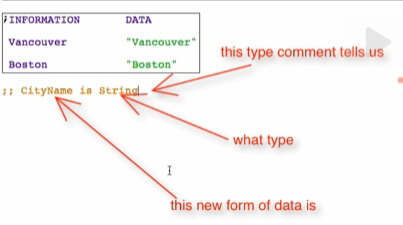 ;INFORMATION DATA
Vancouver "Vancouver"
Boston "Boston"
this type comment tells us
;; CityName is String
what type
this new form of data is